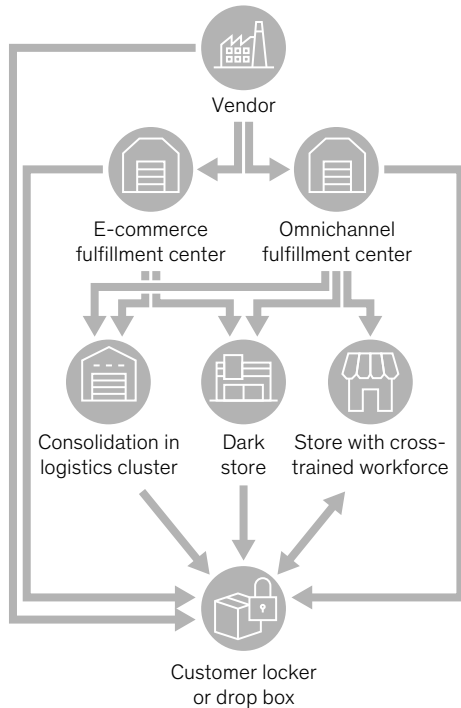 Vendor
E-commerce
fulfillment center
Omnichannel
fulfillment center
Consolidation in
logistics cluster
Dark
store
Store with cross-
trained workforce
Customer locker
or drop box